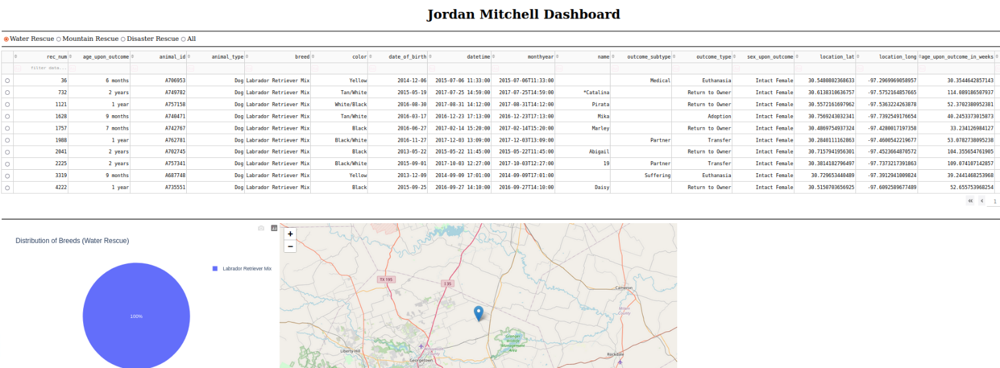 Jordan Mitchell Dashboard
Water Rescue Mountain Rescue Disaster Rescue All
rec_num age_upon_outcome animal_id animal_type breed color date_of_birth datetime monthyear name outcome_subtype outcome_type sex_upon_outcome location_lat location_long age_upon_outcome_in_weeks
filter data...
36 6 months A706953 Dog Labrador Retriever Mix Yellow 2014-12-06 2015-07-06 11:33:00 2015-07-06T11:33:00 Medical Euthanasia Intact Female 30.5480802368633 -97.2969969058957 30.3544642857143
732 2 years A749782 Dog Labrador Retriever Mix Tan/White 2015-05-19 2017-07-25 14:59:00 2017-07-25T14:59:00 *Catalina Return to Owner Intact Female 30.6138310636757 -97.5752164857665 114.089186507937
1121 1 year A757158 Dog Labrador Retriever Mix White/Black 2016-08-30 2017-08-31 14:12:00 2017-08-31T14:12:00 Pirata Return to Owner Intact Female 30.5572161697962 -97.5363224263878 52.3702380952381
1628 9 months A740471 Dog Labrador Retriever Mix Tan/White 2016-03-17 2016-12-23 17:13:00 2016-12-23T17:13:00 Mika Adoption Intact Female 30.7569243032341 -97.7392549176654 40.2453373015873
1757 7 months A742767 Dog Labrador Retriever Mix Black 2016-06-27 2017-02-14 15:20:00 2017-02-14T15:20:00 Marley Return to Owner Intact Female 30.4869754937324 -97.4280017197358 33.234126984127
1988 1 year A762781 Dog Labrador Retriever Mix Black/White 2016-11-27 2017-12-03 13:09:00 2017-12-03T13:09:00 Partner Transfer Intact Female 30.2840111162863 -97.4600542219677 53.0782738095238
2041 2 years A702745 Dog Labrador Retriever Mix Black 2013-05-22 2015-05-22 11:45:00 2015-05-22T11:45:00 Abigail Return to Owner Intact Female 30.7157941956301 -97.4523664870572 104.355654761905
2225 2 years A757341 Dog Labrador Retriever Mix Black/White 2015-09-01 2017-10-03 12:27:00 2017-10-03T12:27:00 19 Partner Transfer Intact Female 30.3814182796497 -97.7373217391863 109.074107142857
3319 9 months A687748 Dog Labrador Retriever Mix Yellow 2013-12-09 2014-09-09 17:01:00 2014-09-09T17:01:00 Suffering Euthanasia Intact Female 30.729653440489 -97.3912941009824 39.2441468253968
4222 1 year A735551 Dog Labrador Retriever Mix Black 2015-09-25 2016-09-27 14:10:00 2016-09-27T14:10:00 Daisy Return to Owner Intact Female 30.5150703656925 -97.6092589677489 52.655753968254
1
Distribution of Breeds (Water Rescue)
Labrador Retriever Mix
100%
+
−
TX 195
I 35
Cameron
Milam
County
Granger
Wildlife
Management
Area
Williamson
County
Liberty Hill
Georgetown
Rockdale